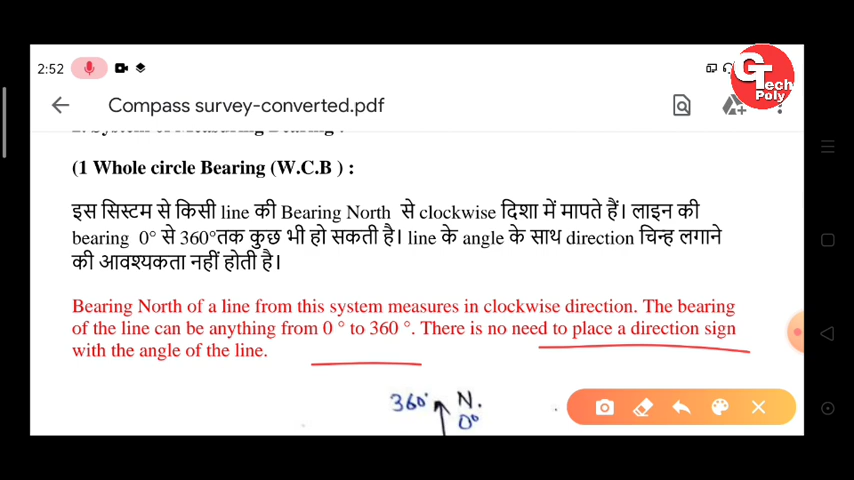 2:52
G Tech Poly
Compass survey-converted.pdf
(1 Whole circle Bearing (W.C.B ) :
इस सिस्टम से किसी line की Bearing North से clockwise दिशा में मापते हैं। लाइन की
bearing 0° से 360°तक कुछ भी हो सकती है। line के angle के साथ direction चिन्ह लगाने
की आवश्यकता नहीं होती है।
Bearing North of a line from this system measures in clockwise direction. The bearing
of the line can be anything from 0 ° to 360 °. There is no need to place a direction sign
with the angle of the line.
360° N.
0°